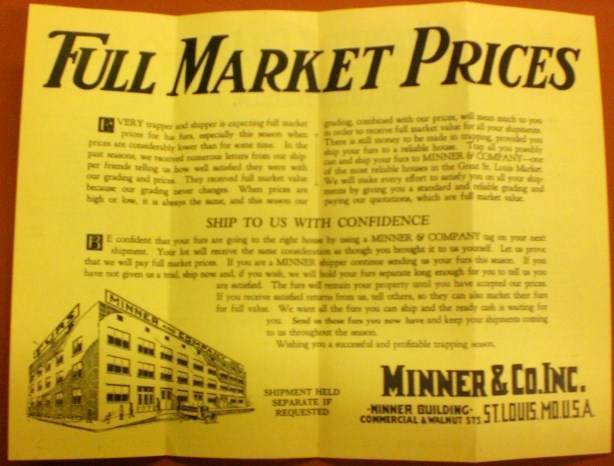 FULL MARKET PRICES
EVERY trapper and shipper is expecting full market
prices for his furs, especially this season when
prices are considerably lower than for some time. In the
past seasons, we received numerous letters from our ship-
per friends telling us how well satisfied they were with
our grading and prices. They received full market value
because our grading never changes. When prices are
high or low, it is always the same, and this season our
grading, combined with our prices, will mean much to you
in order to receive full market value for all your shipments.
There is still money to be made in trapping, provided you
ship your furs to a reliable house. Trap all you possibly
can and ship your furs to MINNER & COMPANY—one
of the most reliable houses in the Great St. Louis Market.
We will make every effort to satisfy you on all your ship-
ments by giving you a standard and reliable grading and
paying our quotations, which are full market value.
SHIP TO US WITH CONFIDENCE
BE confident that your furs are going to the right house by using a MINNER & COMPANY tag on your next
shipment. Your lot will receive the same consideration as though you brought it to us yourself. Let us prove
that we will pay full market prices. If you are a MINNER shipper continue sending us your furs this season. If you
have not given us a trial, ship now and, if you wish, we will hold your furs separate long enough for you to tell us you
are satisfied. The furs will remain your property until you have accepted our prices.
If you receive satisfied returns from us, tell others, so they can also market their furs
for full value. We want all the furs you can ship and the ready cash is waiting for
you. Send us those furs you now have and keep your shipments coming
to us throughout the season.
Wishing you a successful and profitable trapping season,
FURS
MINNER AND COMPANY
SHIPMENT HELD
SEPARATE IF
REQUESTED
MINNER & CO. INC.
-MINNER BUILDING-
COMMERCIAL & WALNUT STS. ST. LOUIS, MO. U.S.A.